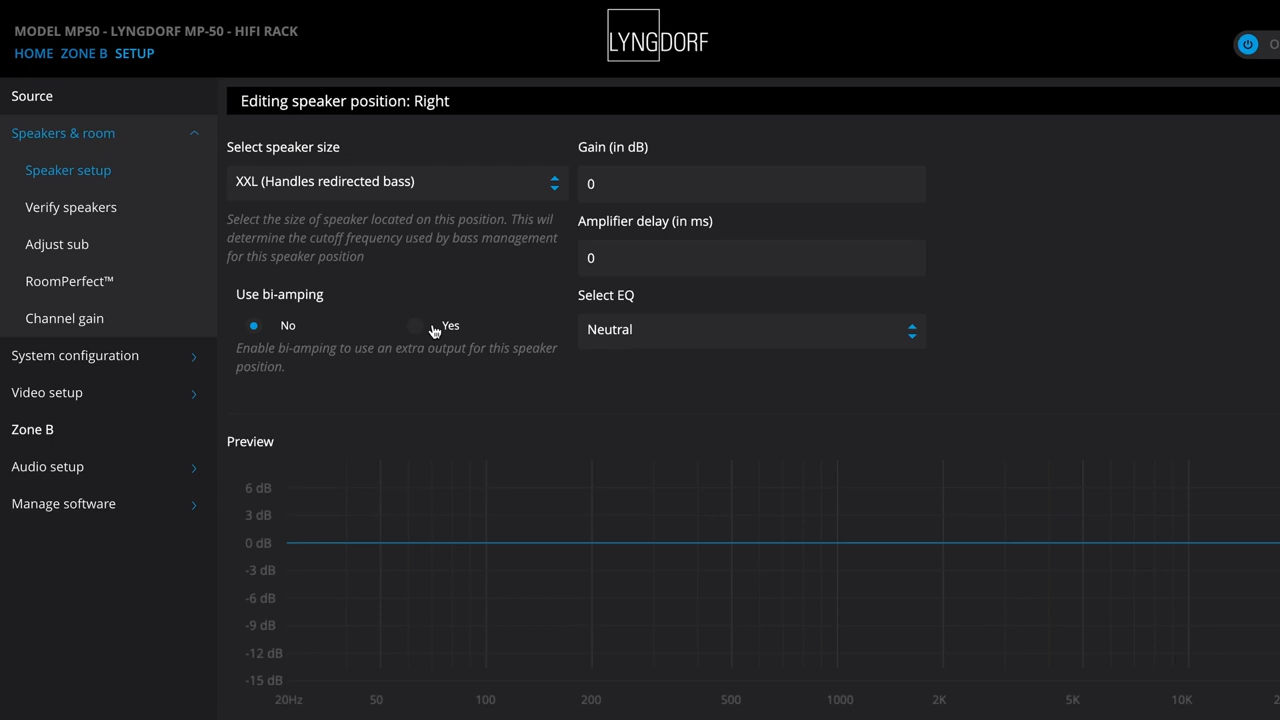 MODEL MP50 - LYNGDORF MP-50 - HIFI RACK
HOME ZONE B SETUP
LYNGDORF
Source
Speakers & room
Speaker setup
Verify speakers
Adjust sub
RoomPerfect™
Channel gain
System configuration
Video setup
Zone B
Audio setup
Manage software
Editing speaker position: Right
Select speaker size
XXL (Handles redirected bass)
Select the size of speaker located on this position. This wil
determine the cutoff frequency used by bass management
for this speaker position
Use bi-amping
No Yes
Enable bi-amping to use an extra output for this speaker
position.
Gain (in dB)
0
Amplifier delay (in ms)
0
Select EQ
Neutral
Preview
6 dB
3 dB
0 dB
-3 dB
-6 dB
-9 dB
-12 dB
-15 dB
20Hz 50 100 200 500 1000 2K 5K 10K